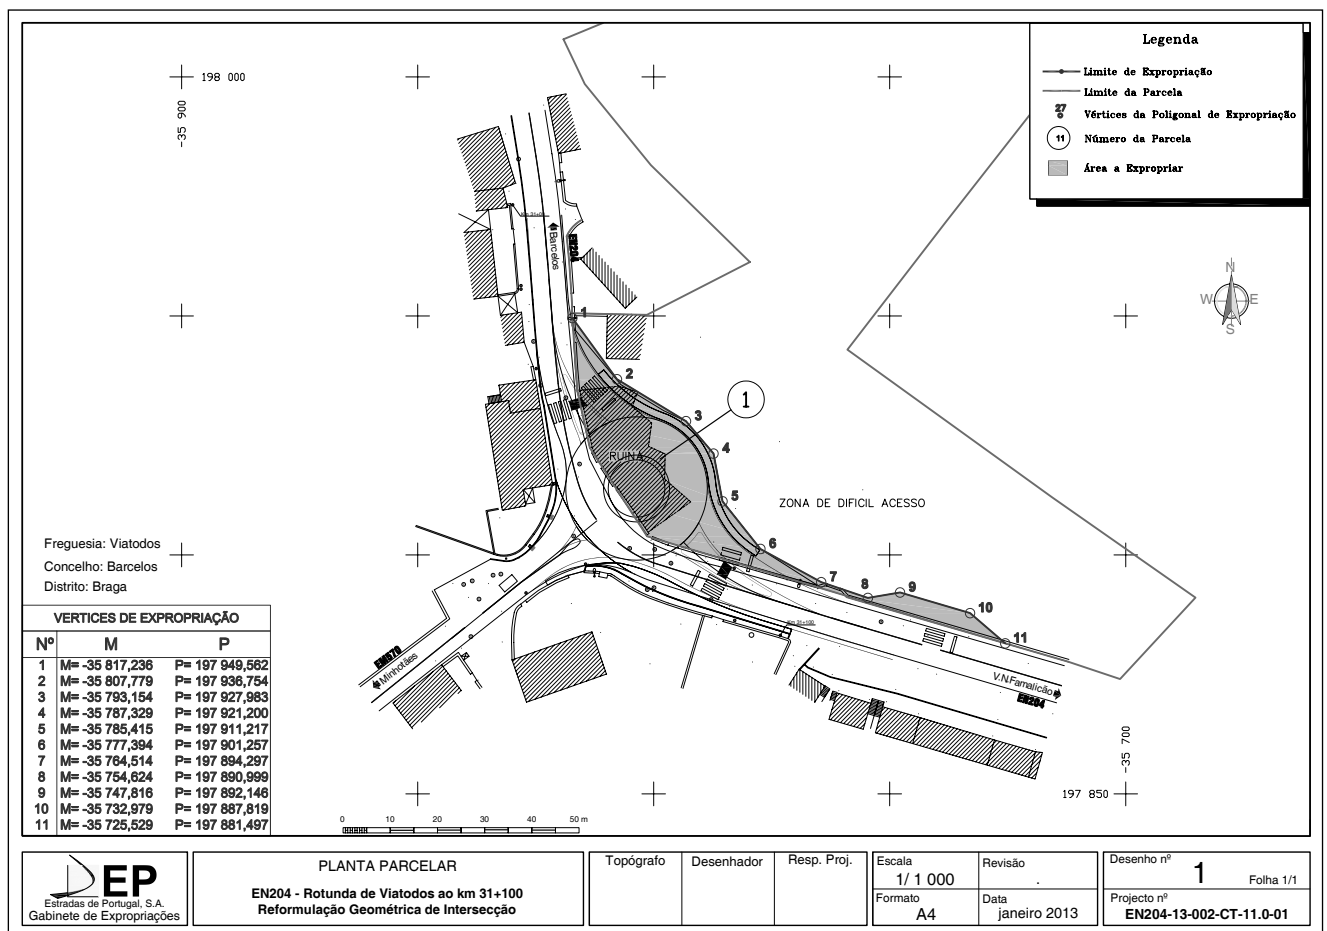 Legenda
Limite de Expropriação
Limite da Parcela
27
Vértices da Poligonal de Expropriação
11
Número da Parcela
Área a Expropriar
198 000
-35 900
N
W E
S
Km 31+00
Barcelos
EN204
1
2
3
4
5
6
7
8
9
10
11
1
RUINA
ZONA DE DIFICIL ACESSO
Km 31+100
EM570
Minhotães
V.N.Famalicão
EN204
-35 700
197 850
Freguesia: Viatodos
Concelho: Barcelos
Distrito: Braga
VERTICES DE EXPROPRIAÇÃO
Nº M P
1 M= -35 817,236 P= 197 949,562
2 M= -35 807,779 P= 197 936,754
3 M= -35 793,154 P= 197 927,983
4 M= -35 787,329 P= 197 921,200
5 M= -35 785,415 P= 197 911,217
6 M= -35 777,394 P= 197 901,257
7 M= -35 764,514 P= 197 894,297
8 M= -35 754,624 P= 197 890,999
9 M= -35 747,816 P= 197 892,146
10 M= -35 732,979 P= 197 887,819
11 M= -35 725,529 P= 197 881,497
0 10 20 30 40 50 m
EP
Estradas de Portugal, S.A.
Gabinete de Expropriações
PLANTA PARCELAR
EN204 - Rotunda de Viatodos ao km 31+100
Reformulação Geométrica de Intersecção
Topógrafo
Desenhador
Resp. Proj.
Escala
1/ 1 000
Revisão
.
Formato
A4
Data
janeiro 2013
Desenho nº
1
Folha 1/1
Projecto nº
EN204-13-002-CT-11.0-01